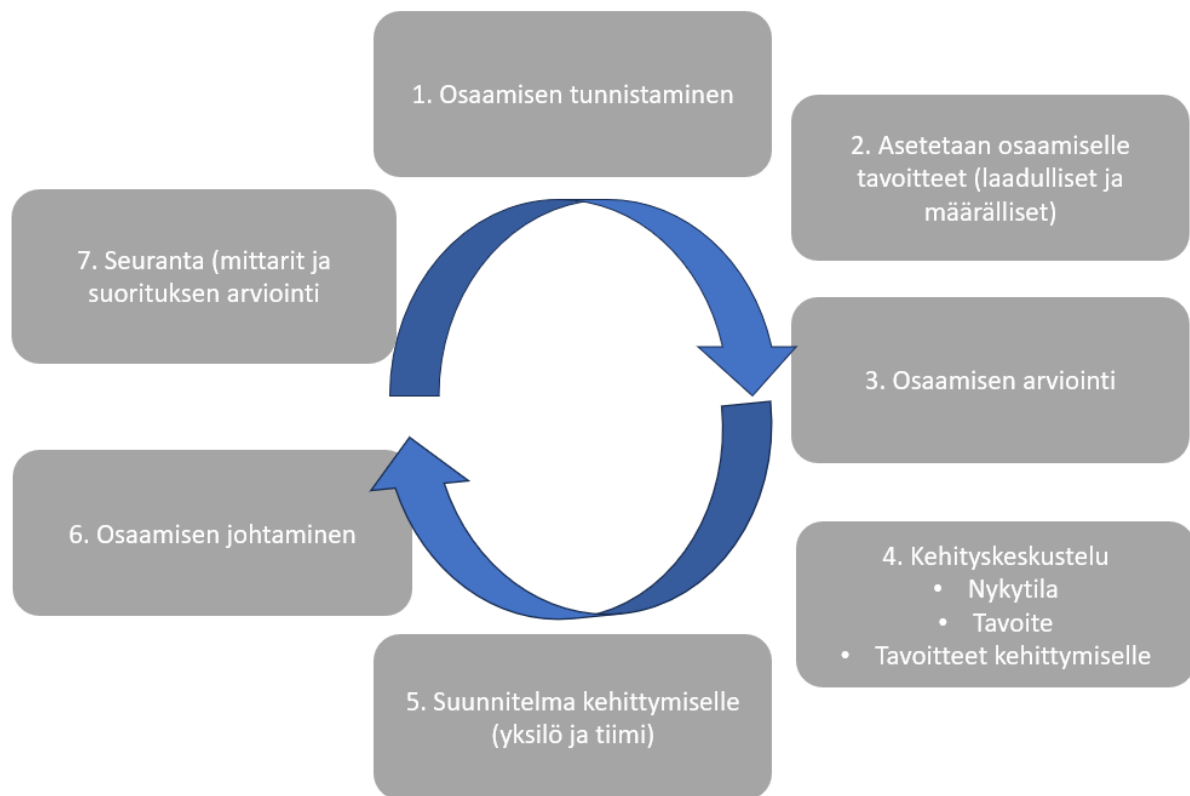 1. Osaamisen tunnistaminen
2. Asetetaan osaamiselle
tavoitteet (laadulliset ja
määrälliset)
3. Osaamisen arviointi
4. Kehityskeskustelu
• Nykytila
• Tavoite
• Tavoitteet kehittymiselle
5. Suunnitelma kehittymiselle
(yksilö ja tiimi)
6. Osaamisen johtaminen
7. Seuranta (mittarit ja
suorituksen arviointi